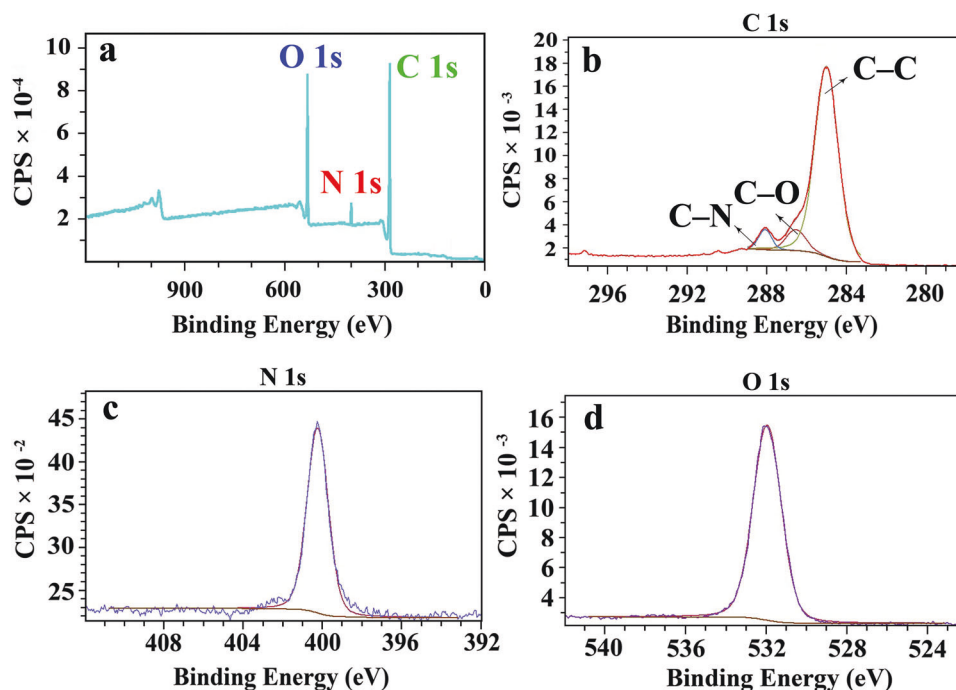 a
O 1s
C 1s
N 1s
CPS × 10⁻⁴
10
8
6
4
2
900
600
300
0
Binding Energy (eV)
C 1s
b
C–C
C–O
C–N
CPS × 10⁻³
20
18
16
14
12
10
8
6
4
2
296
292
288
284
280
Binding Energy (eV)
N 1s
c
CPS × 10⁻²
45
35
25
408
404
400
396
392
Binding Energy (eV)
O 1s
d
CPS × 10⁻³
16
14
12
10
8
6
4
540
536
532
528
524
Binding Energy (eV)